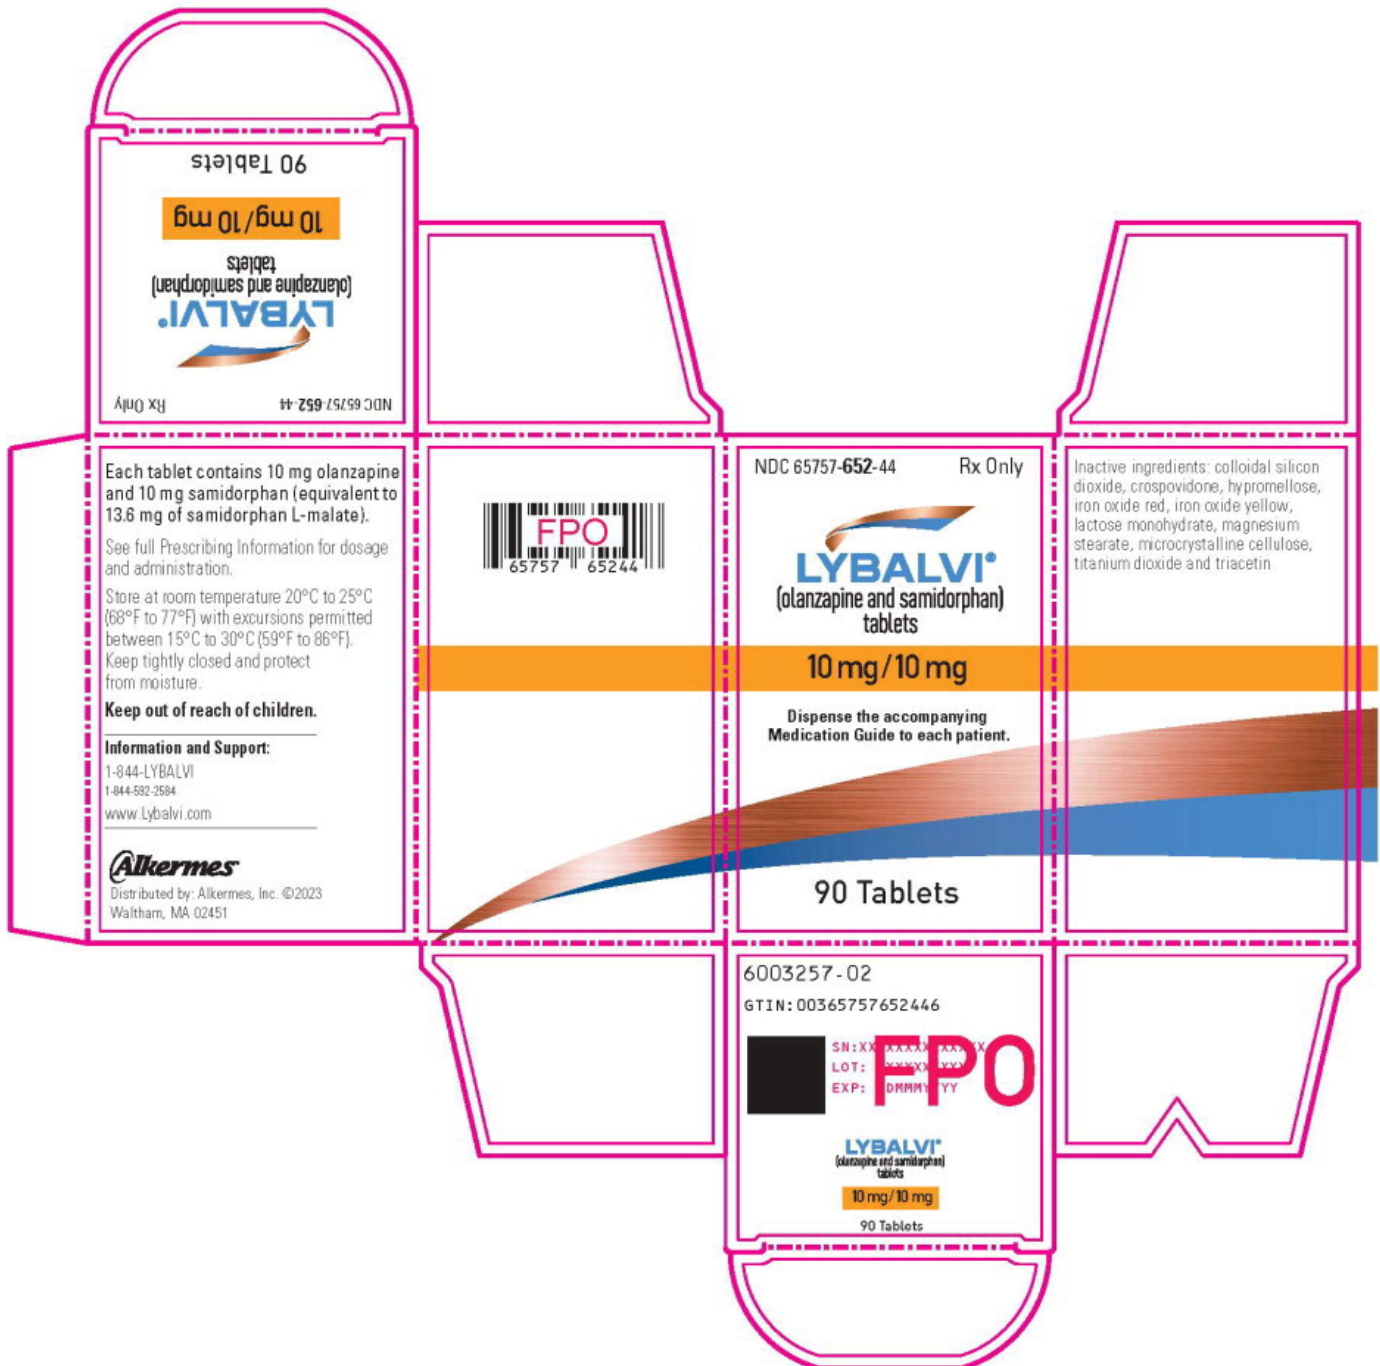 90 Tablets
10 mg/10 mg
tablets
(olanzapine and samidorphan)
LYBALVI®
Rx Only
NDC 65757-652-44
Each tablet contains 10 mg olanzapine
and 10 mg samidorphan (equivalent to
13.6 mg of samidorphan L-malate).
See full Prescribing Information for dosage
and administration.
Store at room temperature 20°C to 25°C
(68°F to 77°F) with excursions permitted
between 15°C to 30°C (59°F to 86°F).
Keep tightly closed and protect
from moisture.
Keep out of reach of children.
Information and Support:
1-844-LYBALVI
1-844-592-2584
www.Lybalvi.com
Alkermes®
Distributed by: Alkermes, Inc. ©2023
Waltham, MA 02451
FPO
65757 65244
NDC 65757-652-44 Rx Only
LYBALVI®
(olanzapine and samidorphan)
tablets
10 mg/10 mg
Dispense the accompanying
Medication Guide to each patient.
90 Tablets
Inactive ingredients: colloidal silicon
dioxide, crospovidone, hypromellose,
iron oxide red, iron oxide yellow,
lactose monohydrate, magnesium
stearate, microcrystalline cellulose,
titanium dioxide and triacetin
6003257-02
GTIN:00365757652446
SN:
LOT:
EXP:
FPO
LYBALVI®
(olanzapine and samidorphan)
tablets
10 mg/10 mg
90 Tablets